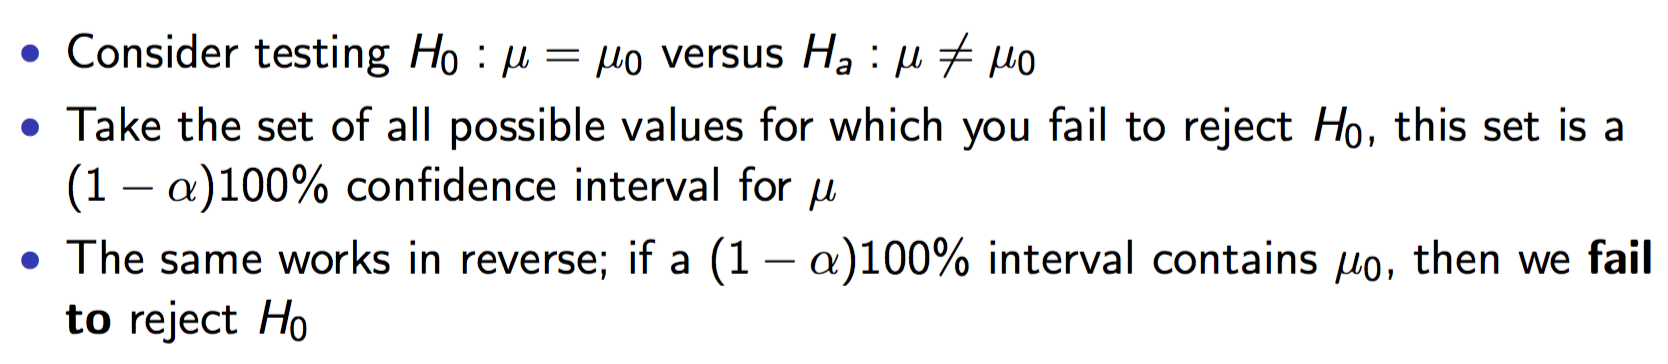 • Consider testing H₀ : μ = μ₀ versus Hₐ : μ ≠ μ₀
• Take the set of all possible values for which you fail to reject H₀, this set is a
(1 − α)100% confidence interval for μ
• The same works in reverse; if a (1 − α)100% interval contains μ₀, then we fail
to reject H₀